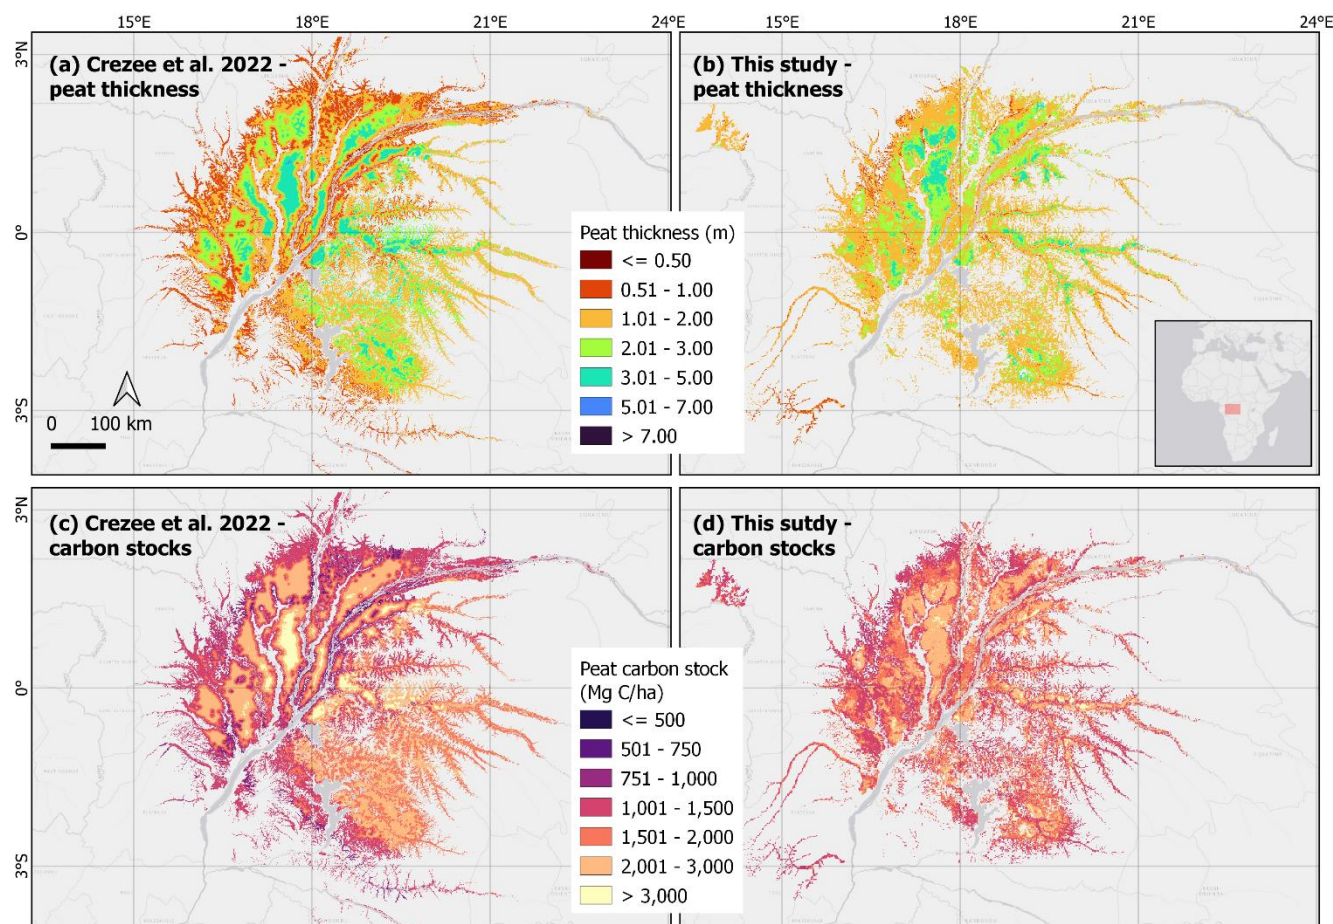 15°E 18°E 21°E 24°E 15°E 18°E 21°E 24°E
3°N
(a) Crezee et al. 2022 -
peat thickness
(b) This study -
peat thickness
0°
Peat thickness (m)
<= 0.50
0.51 - 1.00
1.01 - 2.00
2.01 - 3.00
3.01 - 5.00
5.01 - 7.00
> 7.00
3°S
0 100 km
3°N
(c) Crezee et al. 2022 -
carbon stocks
(d) This sutdy -
carbon stocks
0°
Peat carbon stock
(Mg C/ha)
<= 500
501 - 750
751 - 1,000
1,001 - 1,500
1,501 - 2,000
2,001 - 3,000
> 3,000
3°S